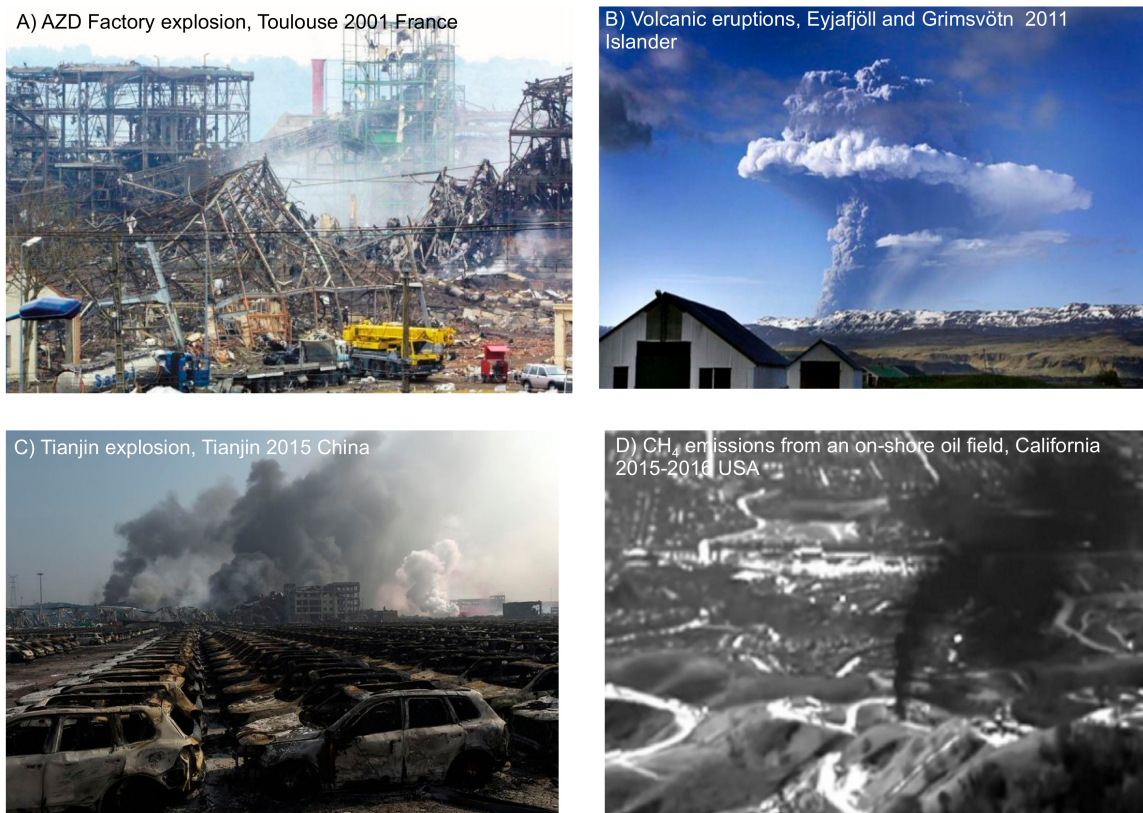 A) AZD Factory explosion, Toulouse 2001 France
B) Volcanic eruptions, Eyjafjöll and Grimsvötn  2011
Islander
C) Tianjin explosion, Tianjin 2015 China
D) CH₄ emissions from an on-shore oil field, California
2015-2016 USA